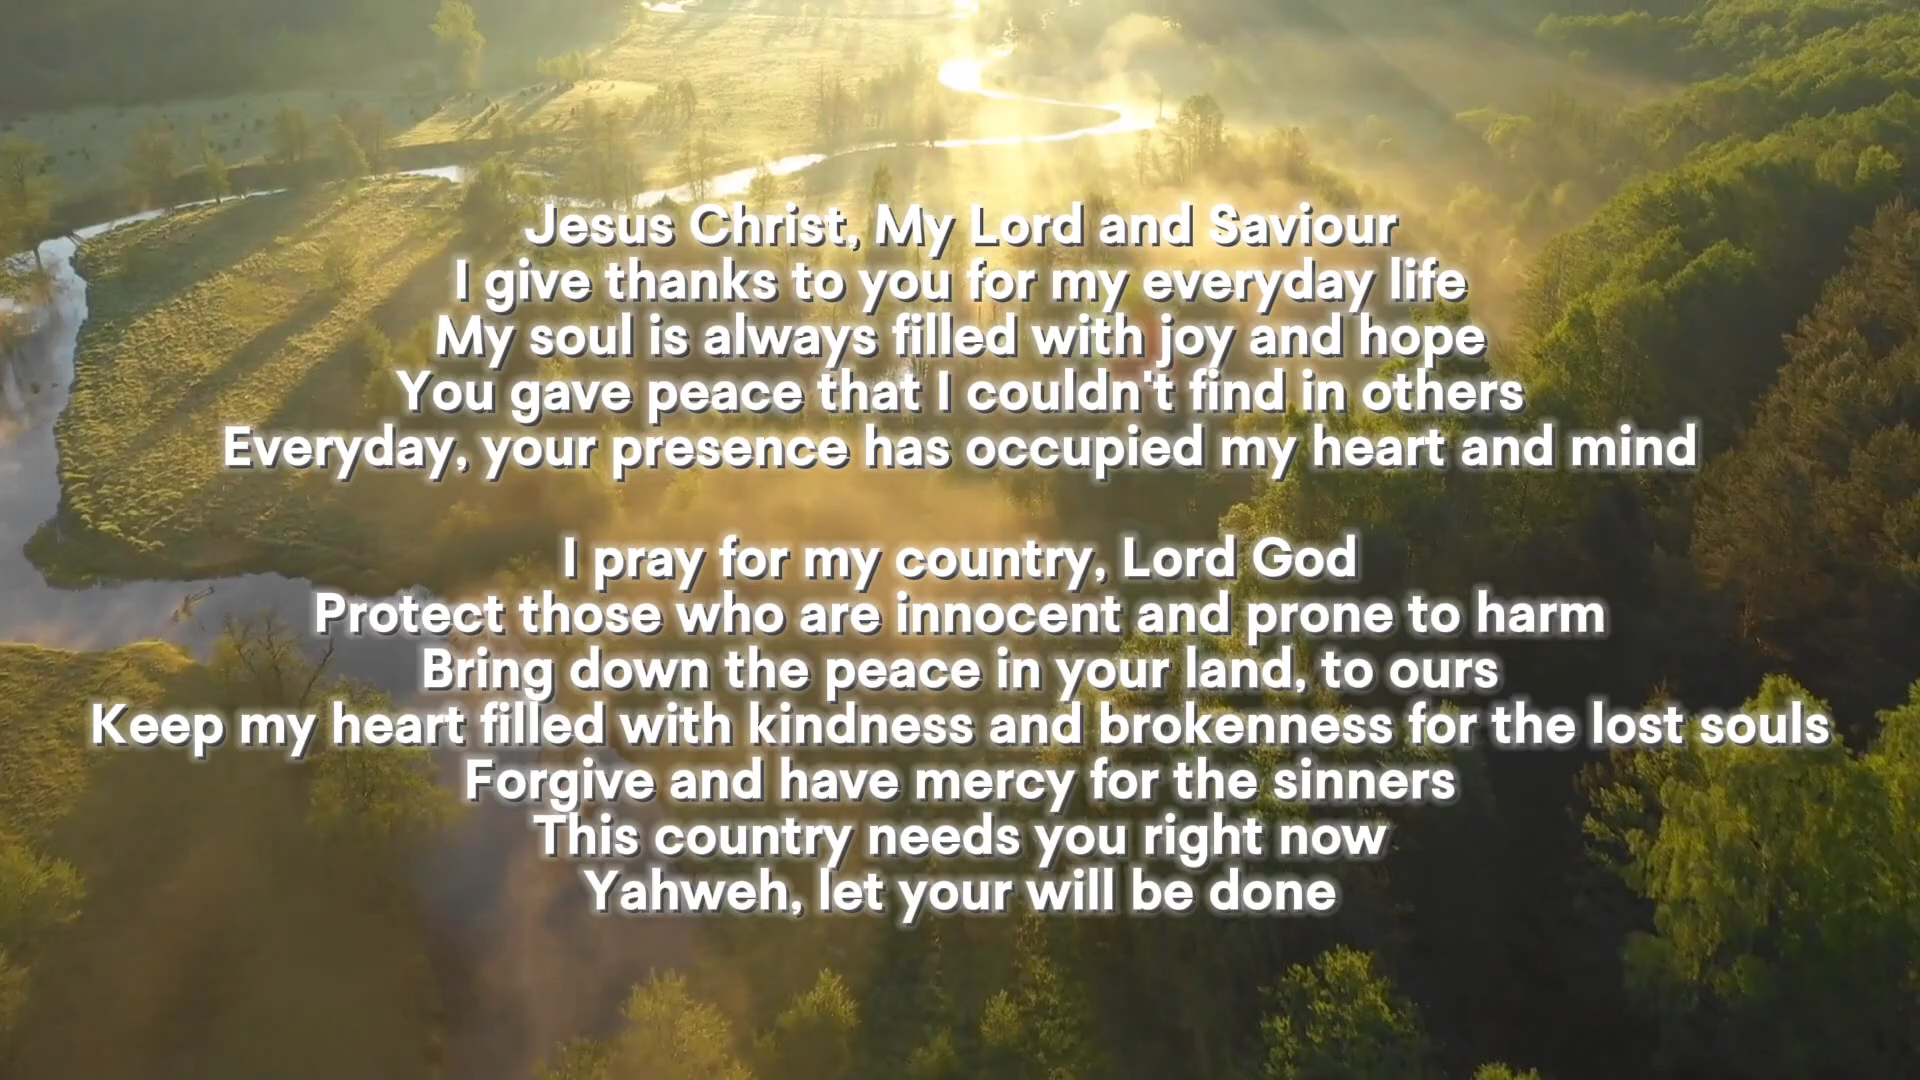 Jesus Christ, My Lord and Saviour
I give thanks to you for my everyday life
My soul is always filled with joy and hope
You gave peace that I couldn't find in others
Everyday, your presence has occupied my heart and mind
I pray for my country, Lord God
Protect those who are innocent and prone to harm
Bring down the peace in your land, to ours
Keep my heart filled with kindness and brokenness for the lost souls
Forgive and have mercy for the sinners
This country needs you right now
Yahweh, let your will be done